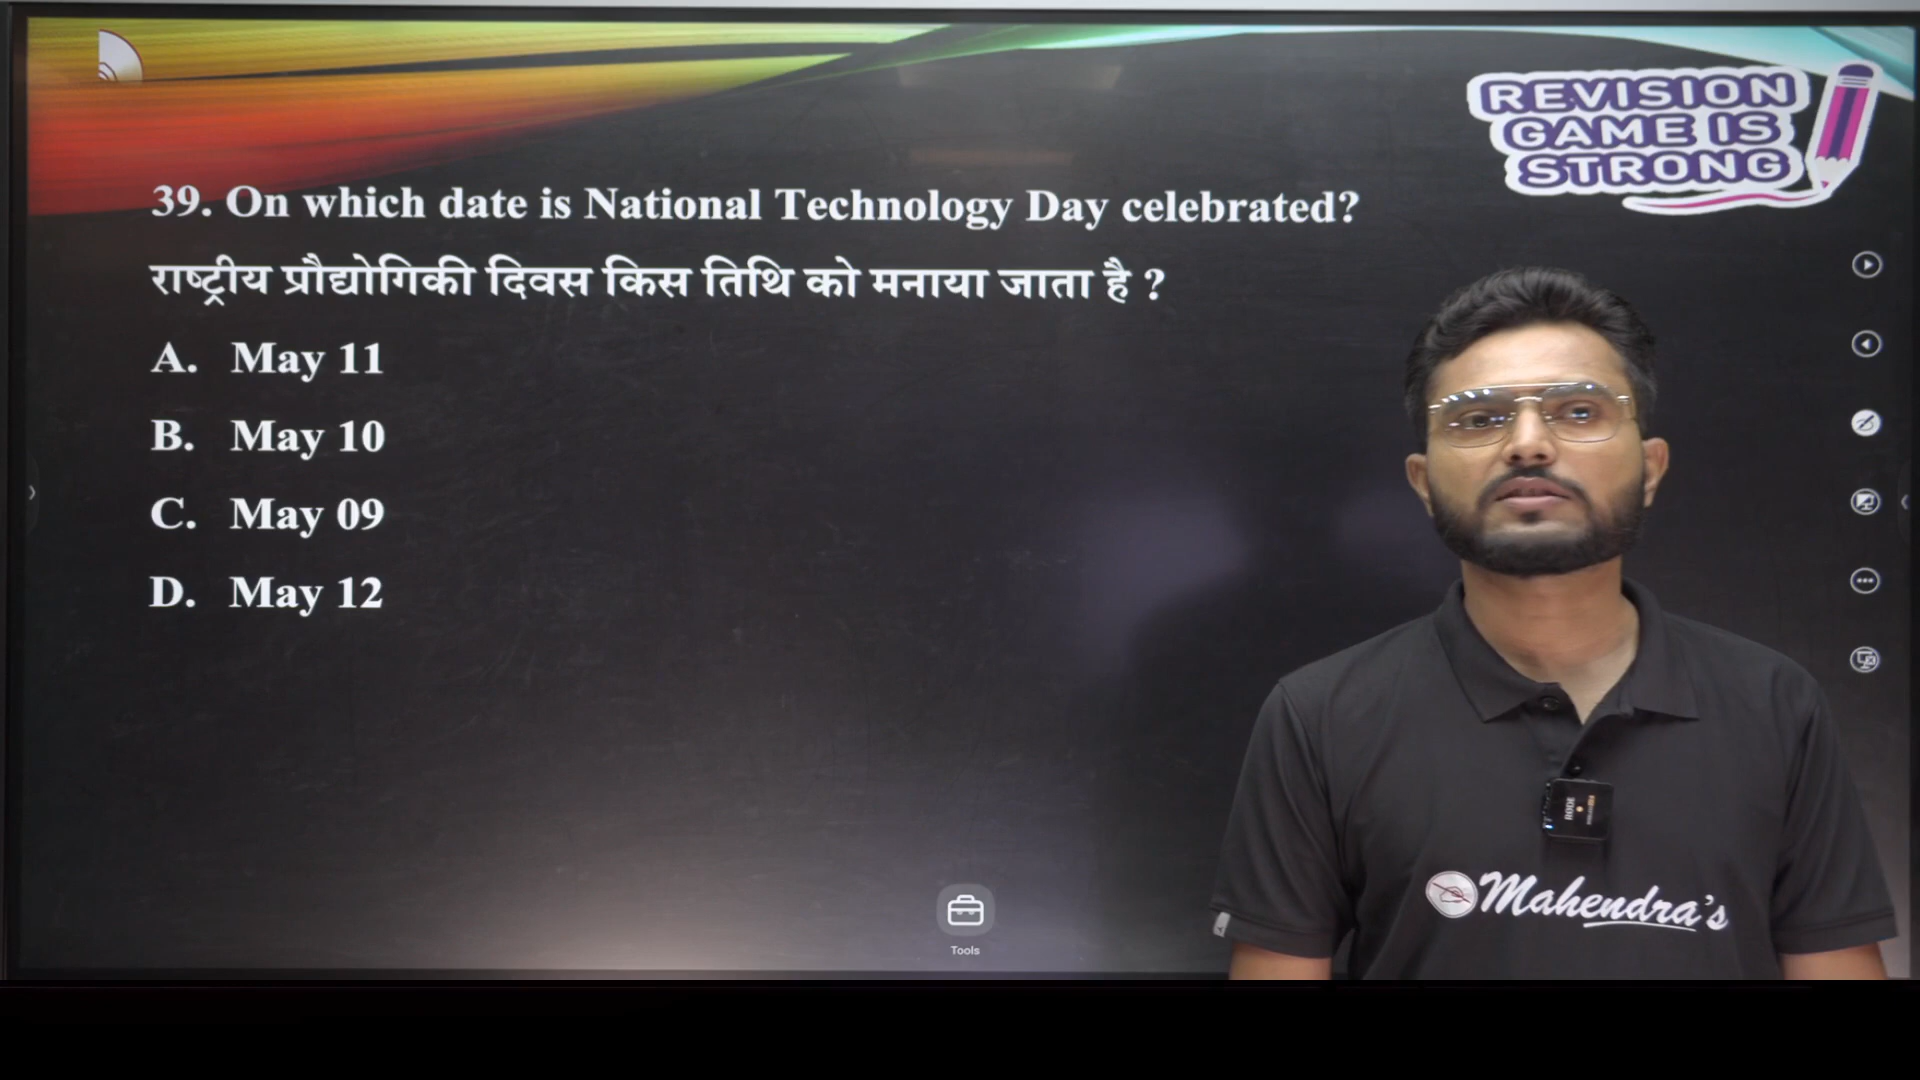 REVISION
GAME IS
STRONG
39. On which date is National Technology Day celebrated?
राष्ट्रीय प्रौद्योगिकी दिवस किस तिथि को मनाया जाता है ?
A. May 11
B. May 10
C. May 09
D. May 12
RODE
Mahendra's
Tools